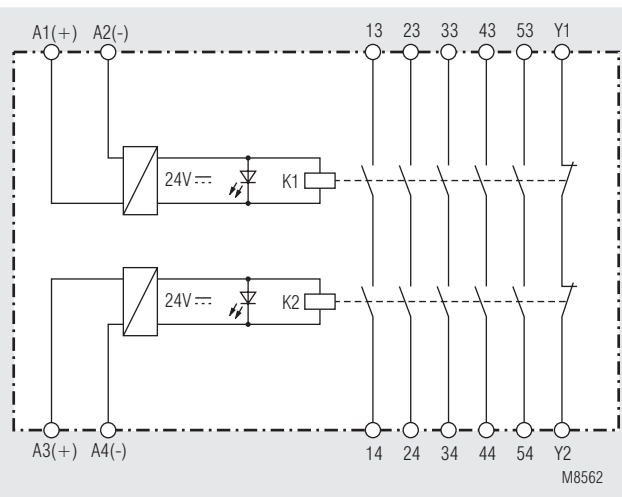 A1(+) A2(-) 13 23 33 43 53 Y1
24V K1
24V K2
A3(+) A4(-) 14 24 34 44 54 Y2
M8562